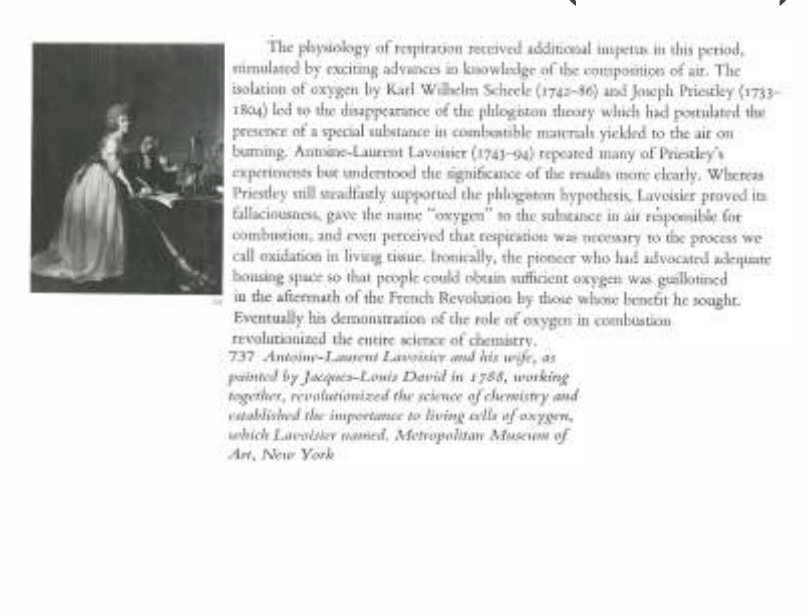 The physiology of respiration received additional impetus in this period,
stimulated by exciting advances in knowledge of the composition of air. The
isolation of oxygen by Karl Wilhelm Scheele (1742–86) and Joseph Priestley (1733–
1804) led to the disappearance of the phlogiston theory which had postulated the
presence of a special substance in combustible materials yielded to the air on
burning. Antoine-Laurent Lavoisier (1743–94) repeated many of Priestley's
experiments but understood the significance of the results more clearly. Whereas
Priestley still steadfastly supported the phlogiston hypothesis, Lavoisier proved its
fallaciousness, gave the name "oxygen" to the substance in air responsible for
combustion, and even perceived that respiration was necessary to the process we
call oxidation in living tissue. Ironically, the pioneer who had advocated adequate
housing space so that people could obtain sufficient oxygen was guillotined
in the aftermath of the French Revolution by those whose benefit he sought.
Eventually his demonstration of the role of oxygen in combustion
revolutionized the entire science of chemistry.
737 Antoine-Laurent Lavoisier and his wife, as
painted by Jacques-Louis David in 1788, working
together, revolutionized the science of chemistry and
established the importance to living cells of oxygen,
which Lavoisier named. Metropolitan Museum of
Art, New York